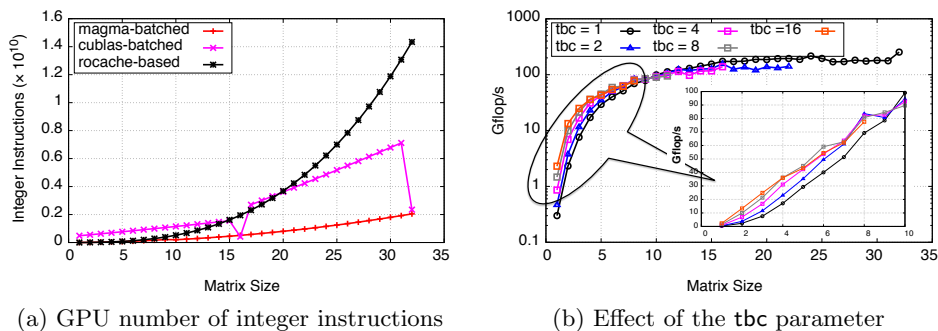 magma-batched
cublas-batched
rocache-based
Integer Instructions (× 10^10)
1.6
1.4
1.2
1
0.8
0.6
0.4
0.2
0
0 5 10 15 20 25 30 35
Matrix Size
(a) GPU number of integer instructions
tbc = 1
tbc = 2
tbc = 4
tbc = 8
tbc =16
Gflop/s
1000
100
10
1
0.1
0 5 10 15 20 25 30 35
Matrix Size
Gflop/s
100
90
80
70
60
50
40
30
20
10
0
0 2 4 6 8 10
(b) Effect of the tbc parameter